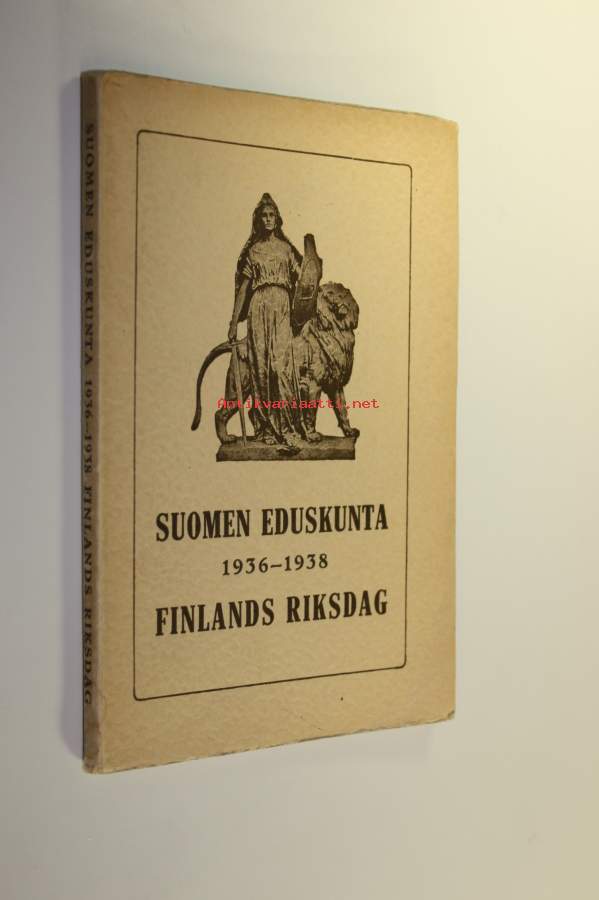 SUOMEN EDUSKUNTA 1936-1938 FINLANDS RIKSDAG
Antikvariaatti.net
SUOMEN EDUSKUNTA
1936-1938
FINLANDS RIKSDAG